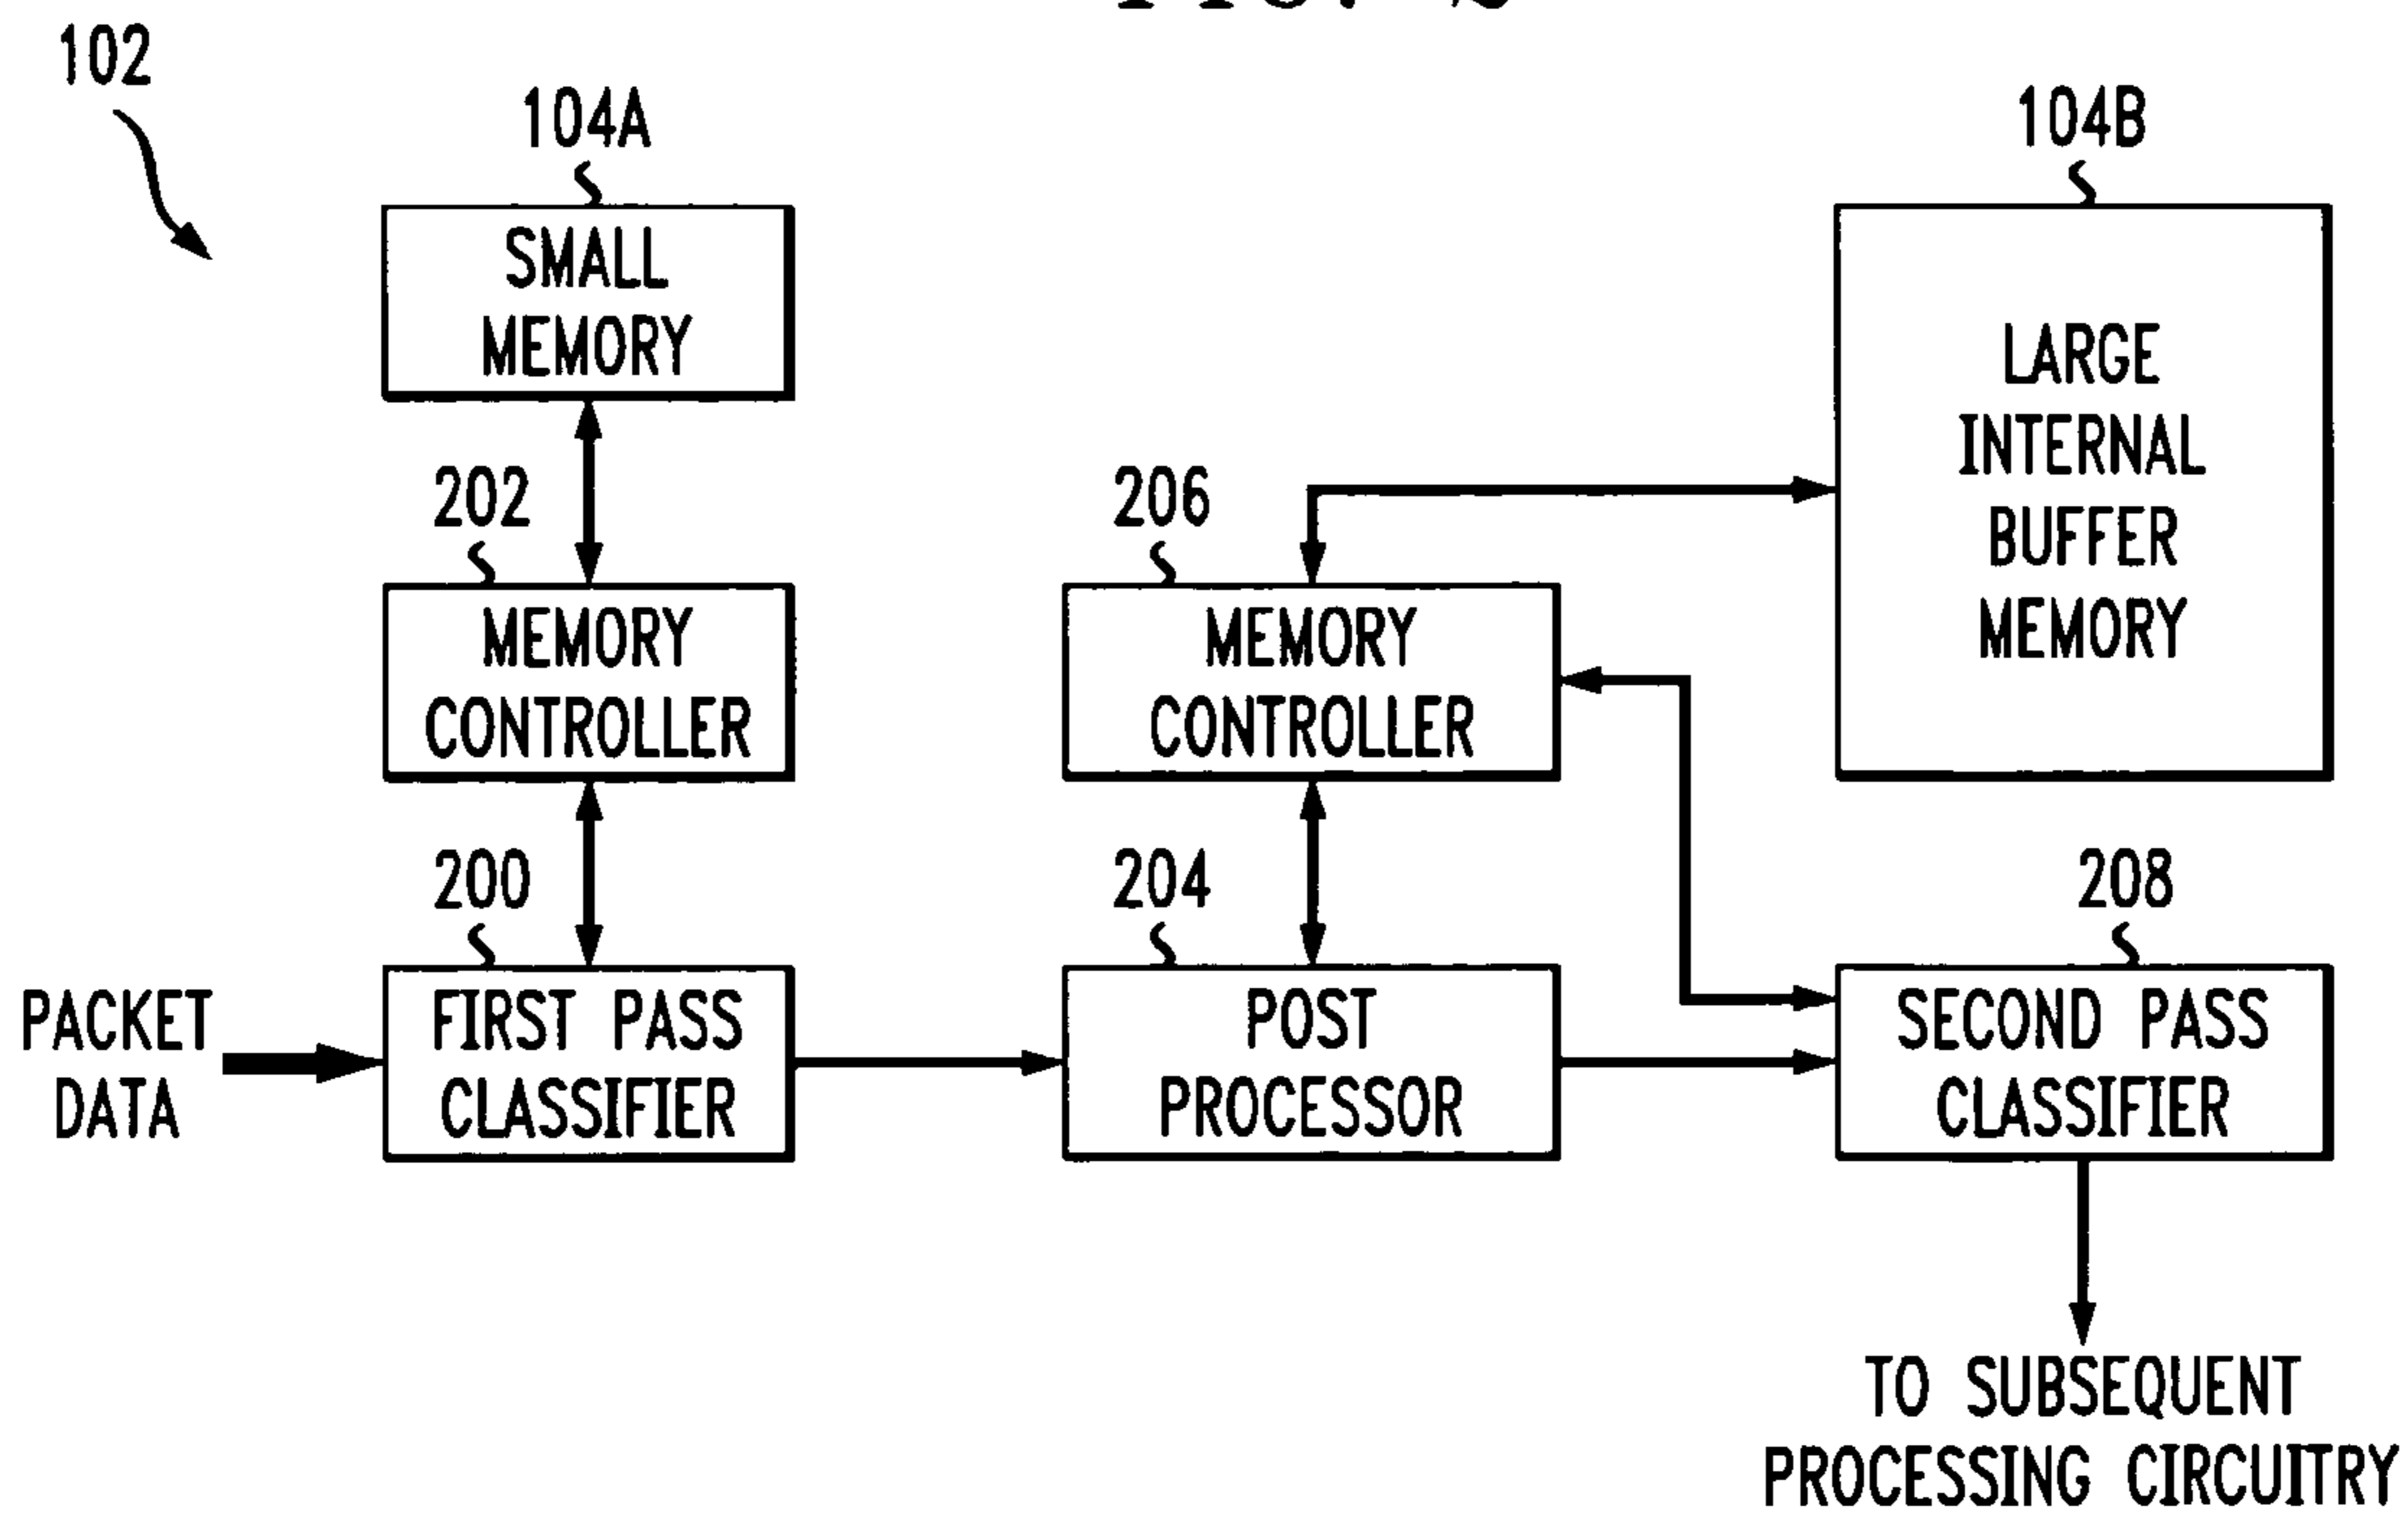 102
104A
104B
SMALL
MEMORY
LARGE
INTERNAL
BUFFER
MEMORY
202
206
MEMORY
CONTROLLER
MEMORY
CONTROLLER
200
204
208
PACKET
DATA
FIRST PASS
CLASSIFIER
POST
PROCESSOR
SECOND PASS
CLASSIFIER
TO SUBSEQUENT
PROCESSING CIRCUITRY